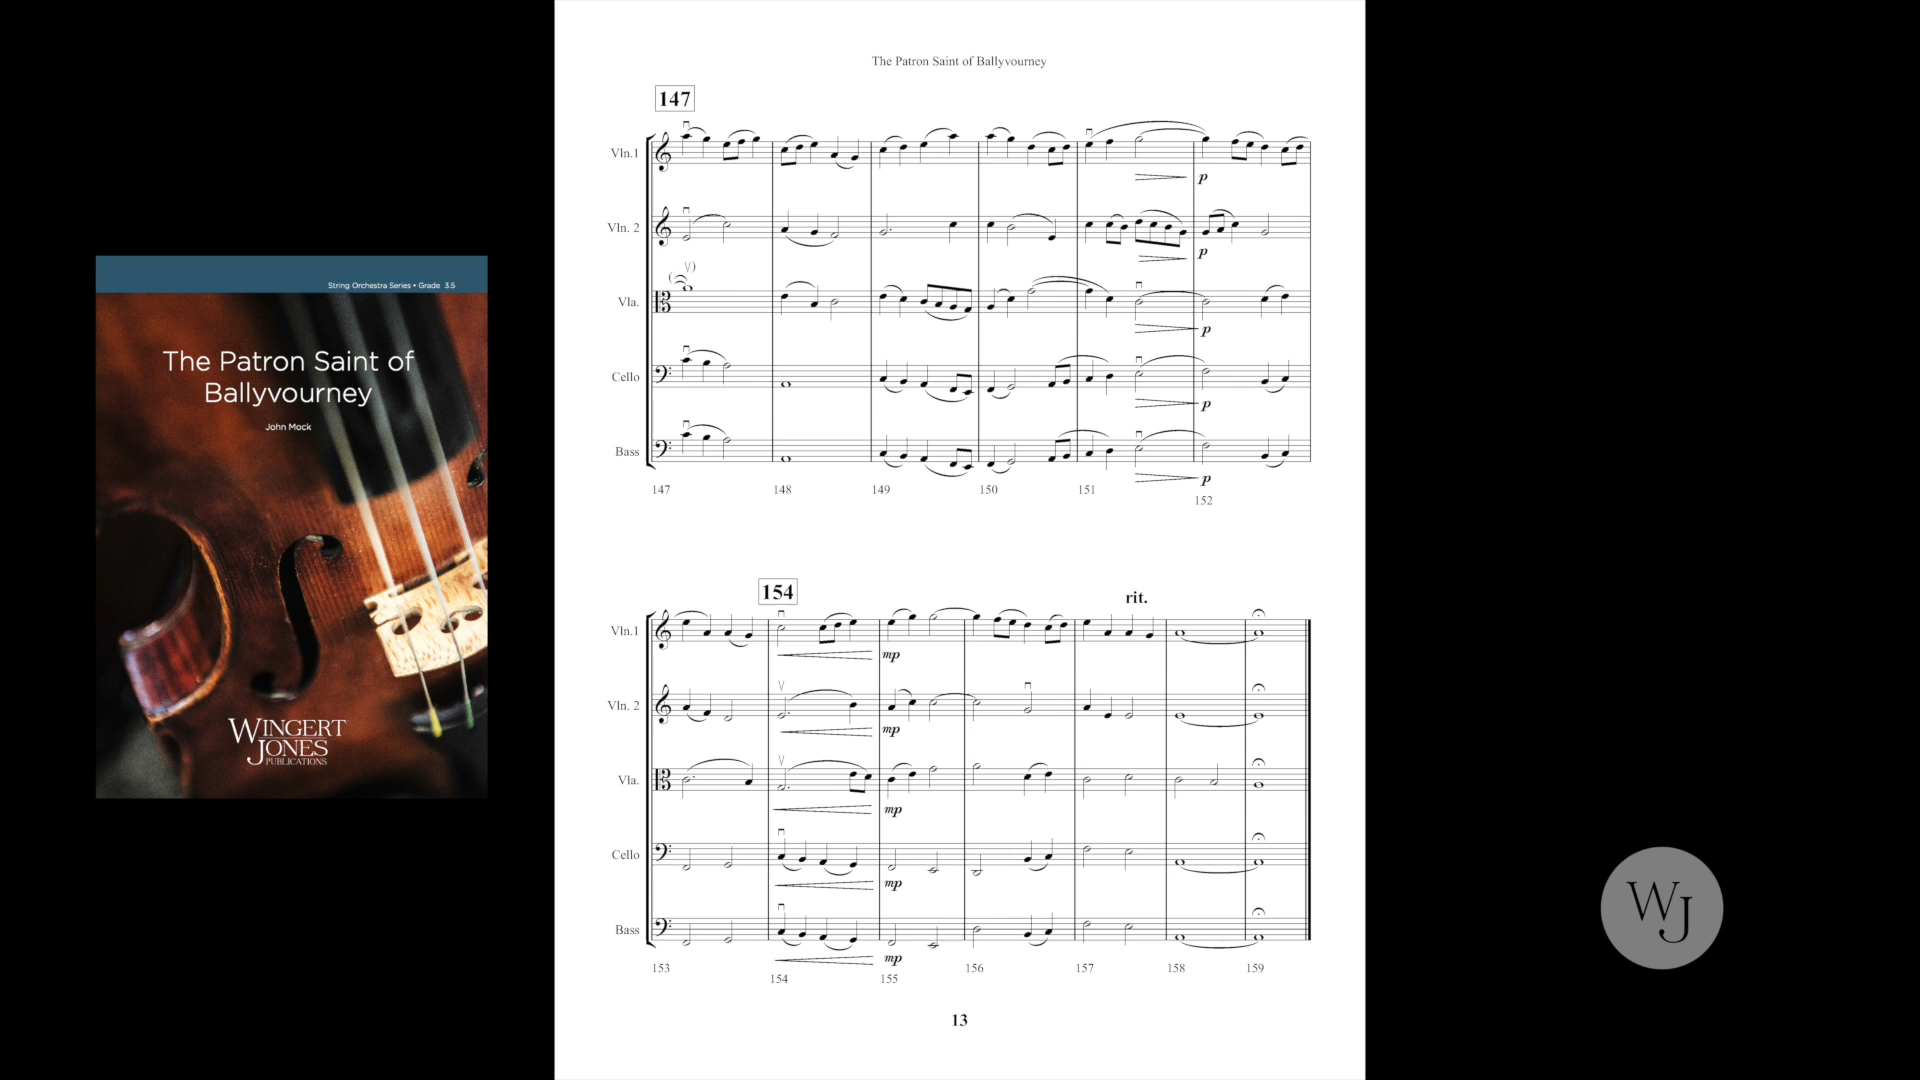 String Orchestra Series • Grade 3.5
The Patron Saint of
Ballyvourney
John Mock
WINGERT
JONES
PUBLICATIONS
The Patron Saint of Ballyvourney
147
Vln.1
p
Vln. 2
p
Vla.
p
Cello
p
Bass
p
147 148 149 150 151 152
154
rit.
Vln.1
mp
Vln. 2
mp
Vla.
mp
Cello
mp
Bass
mp
153 154 155 156 157 158 159
13
WJ